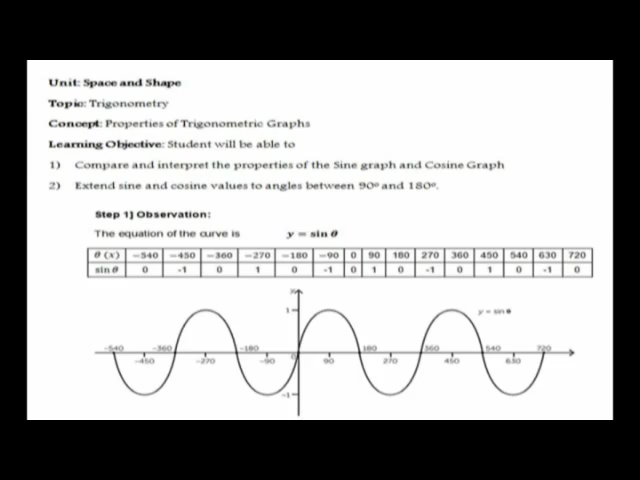 Unit: Space and Shape
Topic: Trigonometry
Concept: Properties of Trigonometric Graphs
Learning Objective: Student will be able to
1) Compare and interpret the properties of the Sine graph and Cosine Graph
2) Extend sine and cosine values to angles between 90º and 180º.
Step 1] Observation:
The equation of the curve is y = sin θ
θ (x) −540 −450 −360 −270 −180 −90 0 90 180 270 360 450 540 630 720
sin θ 0 -1 0 1 0 -1 0 1 0 -1 0 1 0 -1 0
y
1
y = sin θ
−540 −360 −180 180 360 540 720
0
−450 −270 −90 90 270 450 630
−1